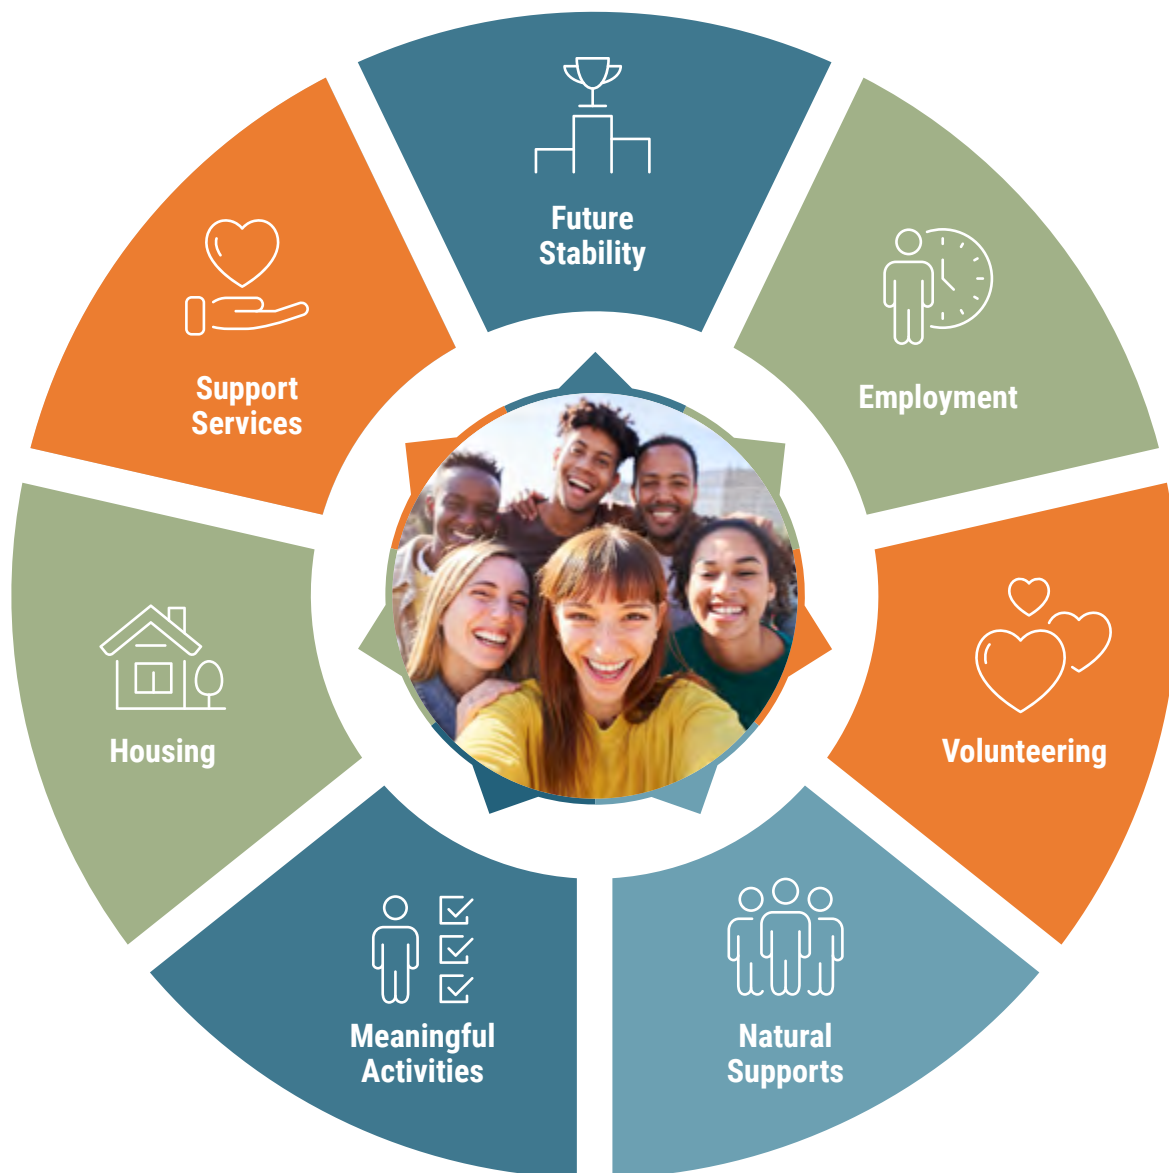 Future
Stability
Employment
Volunteering
Natural
Supports
Meaningful
Activities
Housing
Support
Services